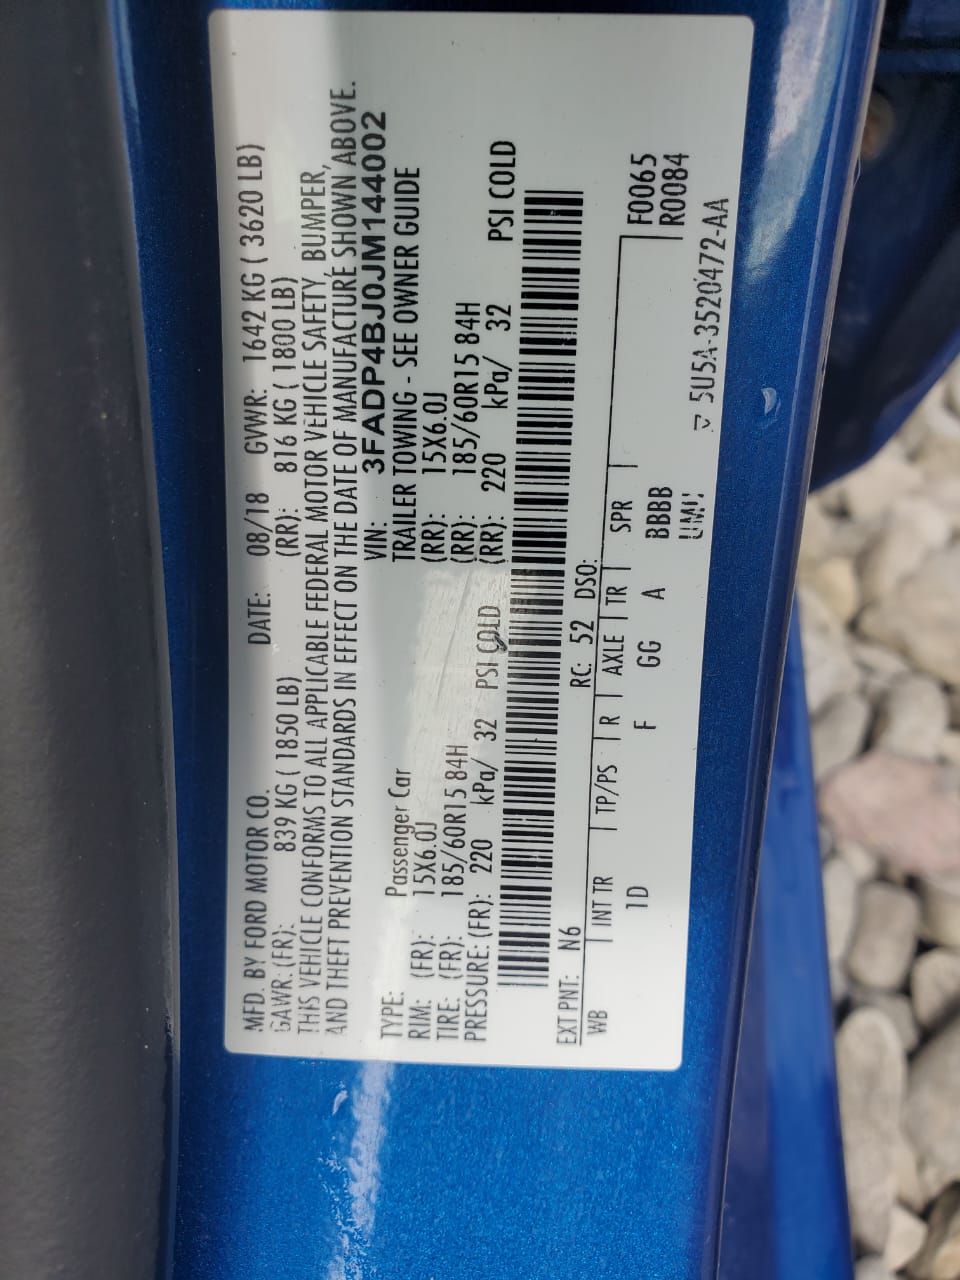 MFD. BY FORD MOTOR CO. DATE: 08/18 GVWR: 1642 KG ( 3620 LB)
GAWR: (FR): 839 KG ( 1850 LB) (RR): 816 KG ( 1800 LB)
THIS VEHICLE CONFORMS TO ALL APPLICABLE FEDERAL MOTOR VEHICLE SAFETY, BUMPER,
AND THEFT PREVENTION STANDARDS IN EFFECT ON THE DATE OF MANUFACTURE SHOWN ABOVE.
VIN: 3FADP4BJ0JM144002
TYPE: Passenger Car TRAILER TOWING - SEE OWNER GUIDE
RIM: (FR): 15X6.0J (RR): 15X6.0J
TIRE: (FR): 185/60R15 84H (RR): 185/60R15 84H
PRESSURE: (FR): 220 kPa/ 32 PSI COLD (RR): 220 kPa/ 32 PSI COLD
EXT PNT: N6 RC: 52 DSO:
WB INT TR TP/PS R AXLE TR SPR F0065
1D F GG A BBBB R0084
5U5A-3520472-AA